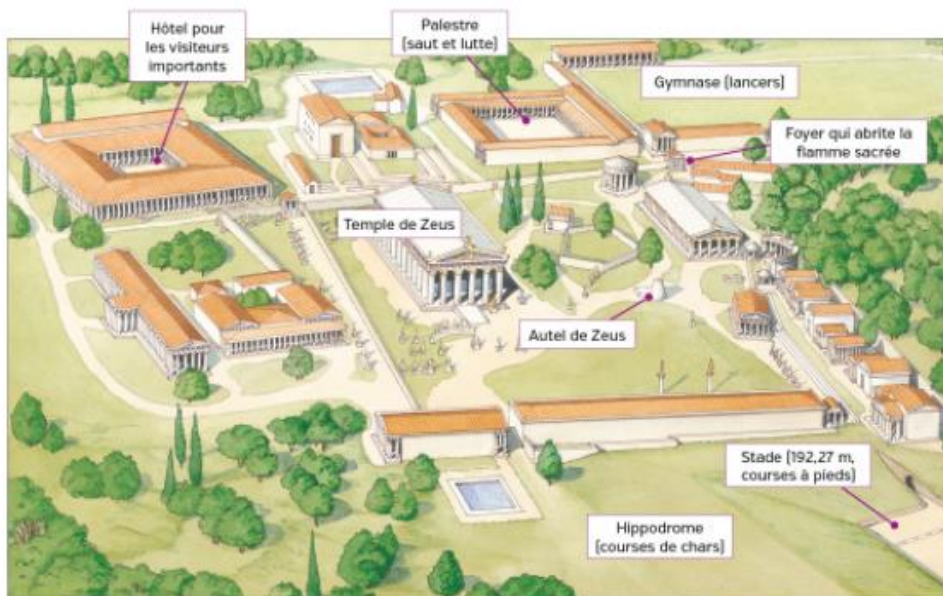 Hôtel pour
les visiteurs
importants
Palestre
(saut et lutte)
Gymnase (lancers)
Foyer qui abrite la
flamme sacrée
Temple de Zeus
Autel de Zeus
Stade (192,27 m,
courses à pieds)
Hippodrome
(courses de chars)